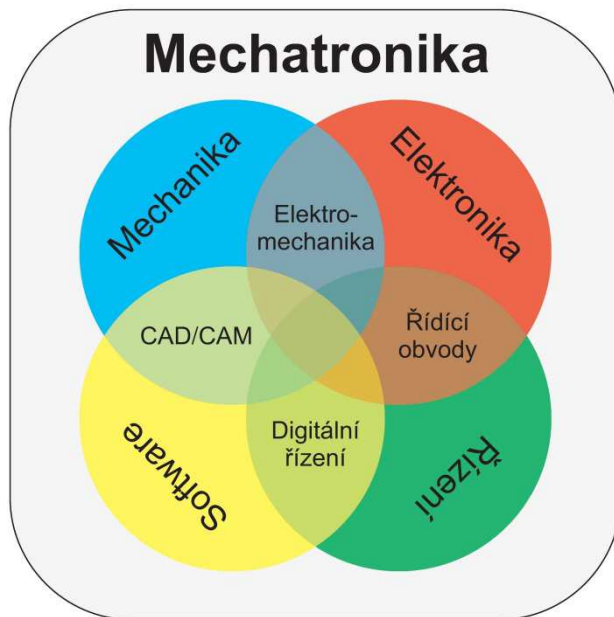 Mechatronika
Mechanika
Elektronika
Elektro-
mechanika
CAD/CAM
Řídící
obvody
Digitální
řízení
Software
Řízení